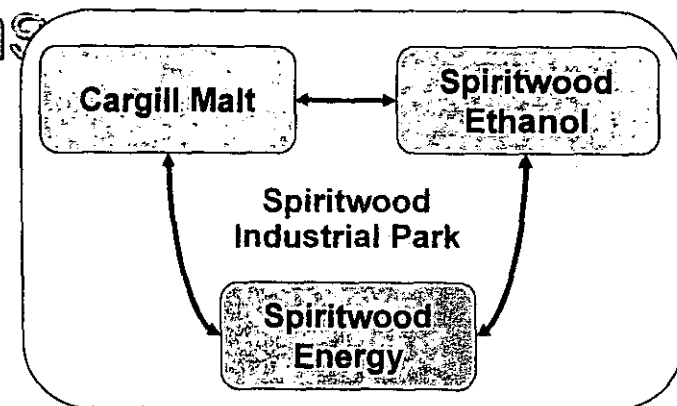 Cargill Malt
Spiritwood
Ethanol
Spiritwood
Industrial Park
Spiritwood
Energy